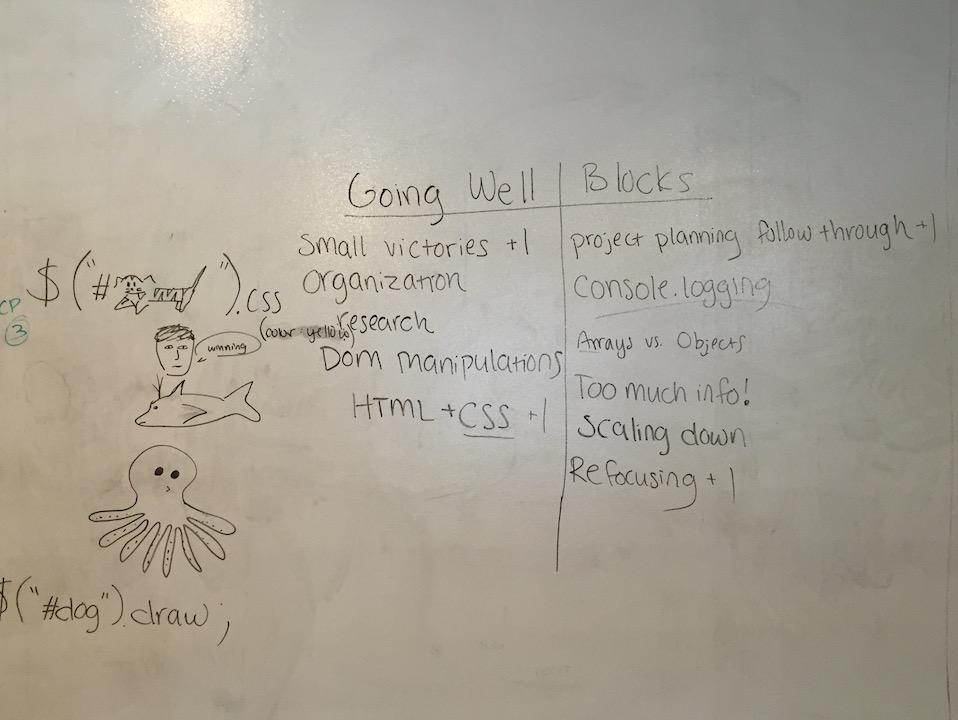 Going Well
Blocks
Small victories +1
organization
research
Dom manipulations
HTML + CSS +1
project planning follow through +1
Console.logging
Arrays vs. Objects
Too much info!
Scaling down
Refocusing +1
$("# ").css
(color: yellow)
winning
CP
3
$("#dog").draw;